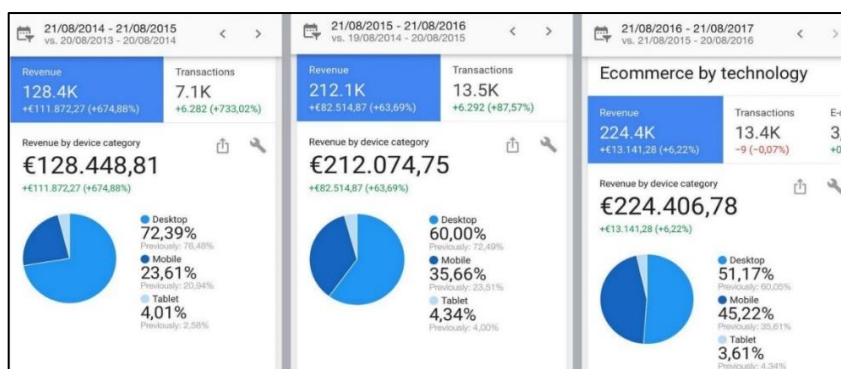 21/08/2014 - 21/08/2015
vs. 20/08/2013 - 20/08/2014
Revenue
128.4K
+€111.872,27 (+674,88%)
Transactions
7.1K
+6.282 (+733,02%)
Revenue by device category
€128.448,81
+€111.872,27 (+674,88%)
Desktop
72,39%
Previously: 76,48%
Mobile
23,61%
Previously: 20,94%
Tablet
4,01%
Previously: 2,58%
21/08/2015 - 21/08/2016
vs. 19/08/2014 - 20/08/2015
Revenue
212.1K
+€82.514,87 (+63,69%)
Transactions
13.5K
+6.292 (+87,57%)
Revenue by device category
€212.074,75
+€82.514,87 (+63,69%)
Desktop
60,00%
Previously: 72,49%
Mobile
35,66%
Previously: 23,51%
Tablet
4,34%
Previously: 4,00%
21/08/2016 - 21/08/2017
vs. 21/08/2015 - 20/08/2016
Ecommerce by technology
Revenue
224.4K
+€13.141,28 (+6,22%)
Transactions
13.4K
-9 (-0,07%)
E-c
3,
+0
Revenue by device category
€224.406,78
+€13.141,28 (+6,22%)
Desktop
51,17%
Previously: 60,05%
Mobile
45,22%
Previously: 35,61%
Tablet
3,61%
Previously: 4,34%